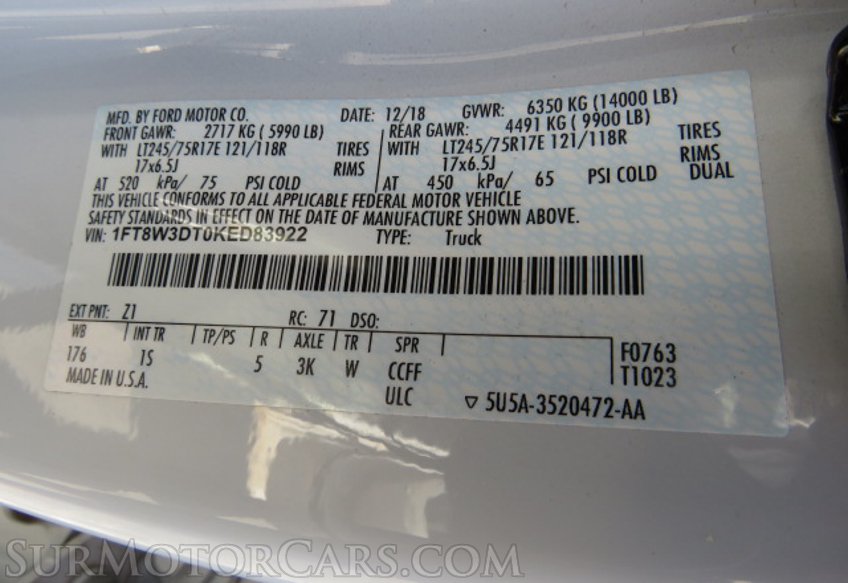 MFD. BY FORD MOTOR CO. DATE: 12/18 GVWR: 6350 KG (14000 LB)
FRONT GAWR: 2717 KG ( 5990 LB) REAR GAWR: 4491 KG ( 9900 LB)
WITH LT245/75R17E 121/118R TIRES WITH LT245/75R17E 121/118R TIRES
17x6.5J RIMS 17x6.5J RIMS
AT 520 kPa/ 75 PSI COLD AT 450 kPa/ 65 PSI COLD DUAL
THIS VEHICLE CONFORMS TO ALL APPLICABLE FEDERAL MOTOR VEHICLE
SAFETY STANDARDS IN EFFECT ON THE DATE OF MANUFACTURE SHOWN ABOVE.
VIN: 1FT8W3DT0KED83922 TYPE: Truck
EXT PNT: Z1 RC: 71 DSO:
WB INT TR TP/PS R AXLE TR SPR F0763
176 1S 5 3K W CCFF T1023
MADE IN U.S.A. ULC ▽ 5U5A-3520472-AA
SURMOTORCARS.COM